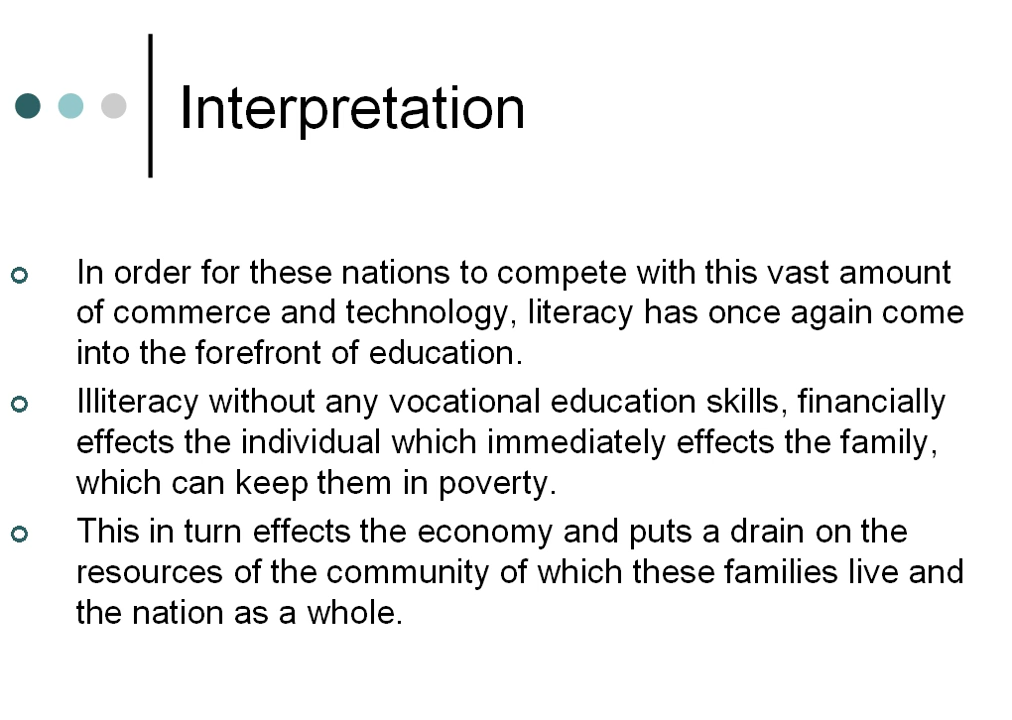 Interpretation
In order for these nations to compete with this vast amount
of commerce and technology, literacy has once again come
into the forefront of education.
Illiteracy without any vocational education skills, financially
effects the individual which immediately effects the family,
which can keep them in poverty.
This in turn effects the economy and puts a drain on the
resources of the community of which these families live and
the nation as a whole.